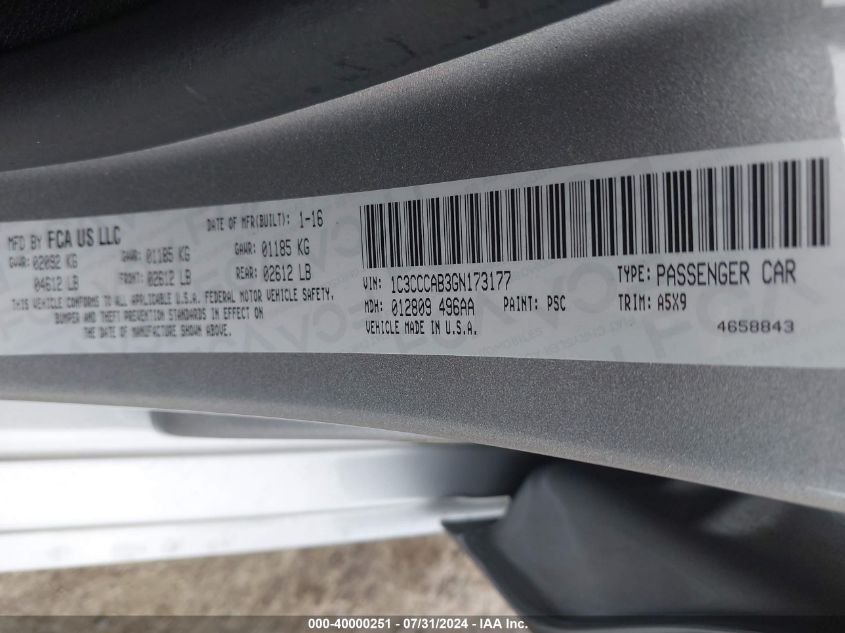 MFD BY FCA US LLC
DATE OF MFR(BUILT): 1-16
GVWR: 02092 KG
GAWR: 01185 KG
GAWR: 01185 KG
04612 LB
FRONT: 02612 LB
REAR: 02612 LB
THIS VEHICLE CONFORMS TO ALL APPLICABLE U.S.A. FEDERAL MOTOR VEHICLE SAFETY,
BUMPER AND THEFT PREVENTION STANDARDS IN EFFECT ON
THE DATE OF MANUFACTURE SHOWN ABOVE.
VIN: 1C3CCCAB3GN173177
TYPE: PASSENGER CAR
MDH: 012809 496AA
PAINT: PSC
TRIM: A5X9
VEHICLE MADE IN U.S.A.
4658843
000-40000251 - 07/31/2024 - IAAI.com